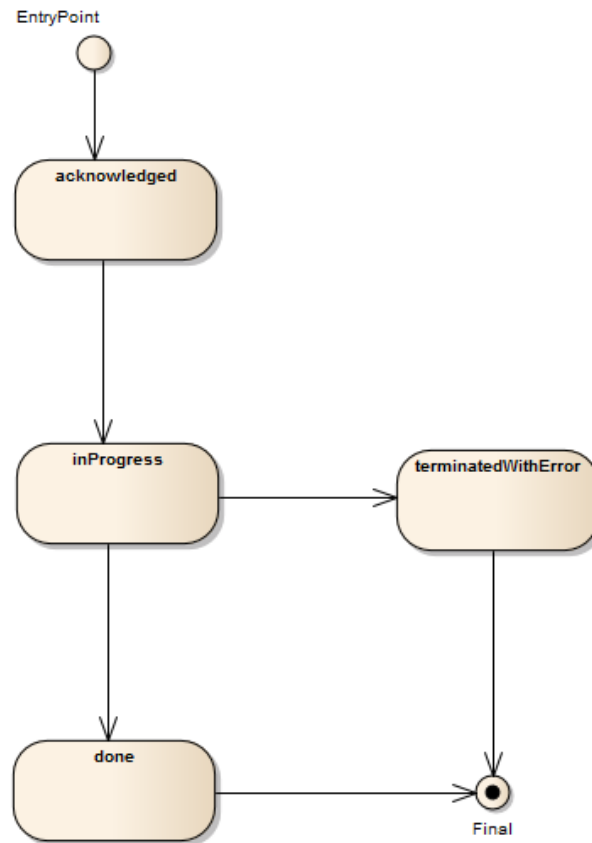 EntryPoint
acknowledged
inProgress
terminatedWithError
done
Final